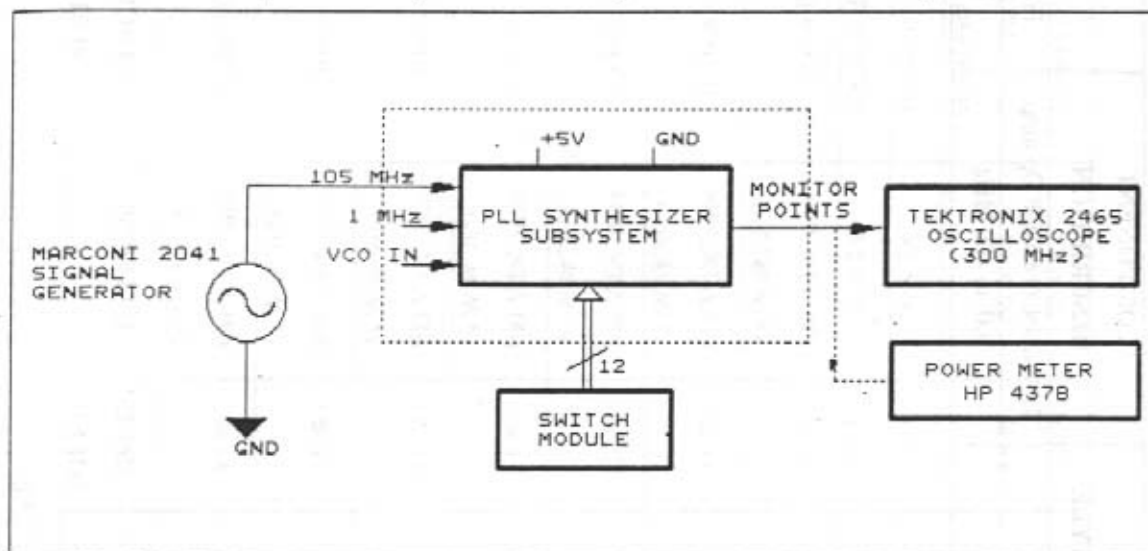 +5V
GND
105 MHz
1 MHz
VCO IN
PLL SYNTHESIZER
SUBSYSTEM
MONITOR
POINTS
TEKTRONIX 2465
OSCILLOSCOPE
(300 MHz)
MARCONI 2041
SIGNAL
GENERATOR
GND
12
SWITCH
MODULE
POWER METER
HP 437B